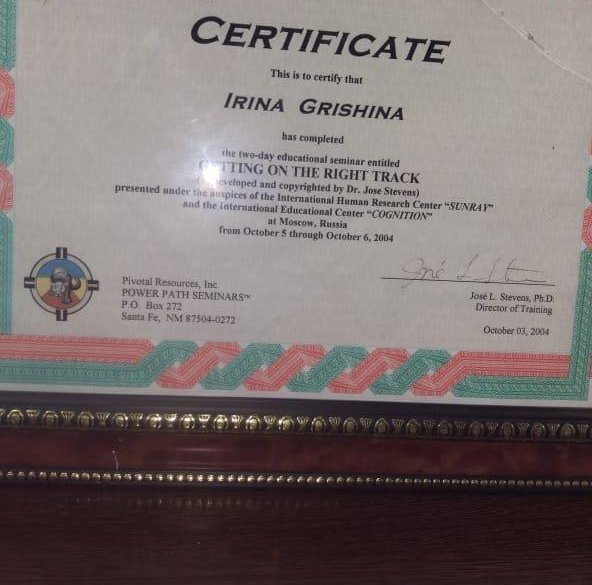 CERTIFICATE
This is to certify that
IRINA GRISHINA
has completed
the two-day educational seminar entitled
GETTING ON THE RIGHT TRACK
developed and copyrighted by Dr. Jose Stevens)
presented under the auspices of the International Human Research Center "SUNRAY"
and the International Educational Center "COGNITION"
at Moscow, Russia
from October 5 through October 6, 2004
Pivotal Resources, Inc.
POWER PATH SEMINARS℠
P.O. Box 272
Santa Fe, NM 87504-0272
José L. Stevens, Ph.D.
Director of Training
October 03, 2004